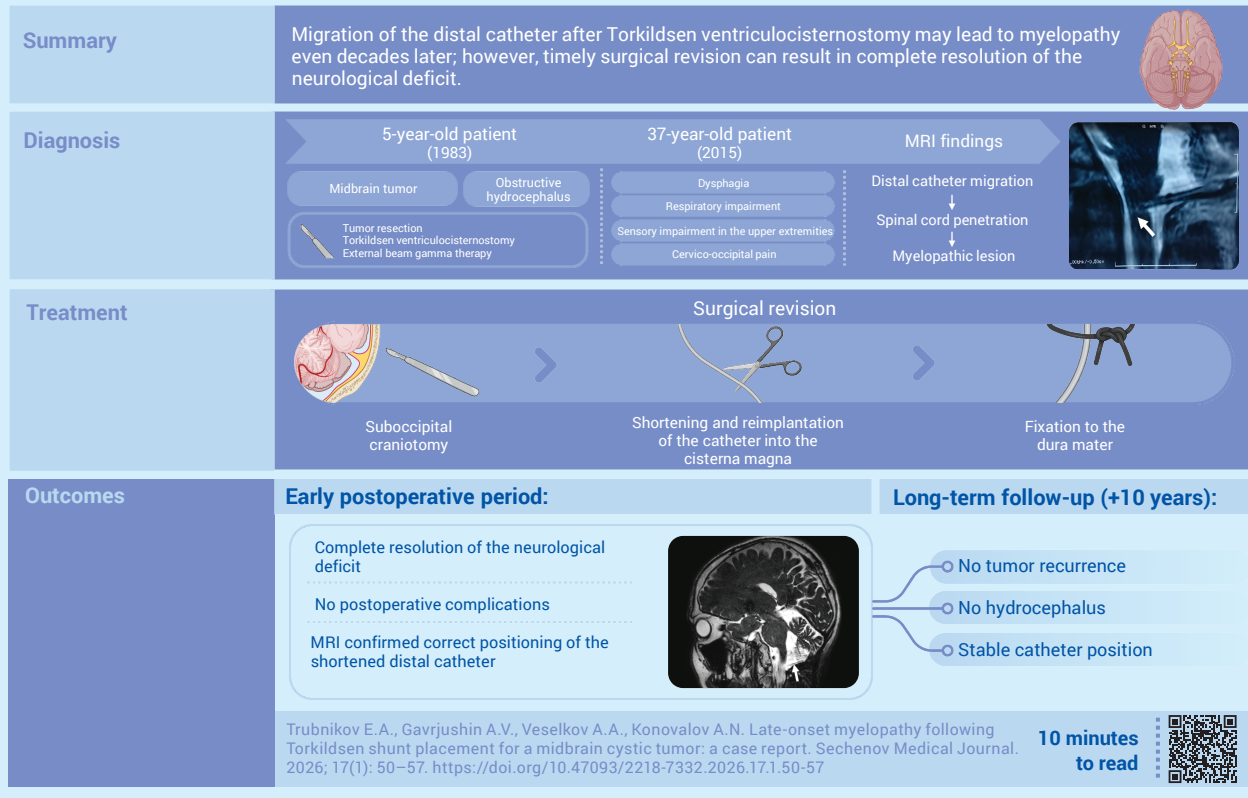 Summary
Migration of the distal catheter after Torkildsen ventriculocisternostomy may lead to myelopathy
even decades later; however, timely surgical revision can result in complete resolution of the
neurological deficit.
Diagnosis
5-year-old patient
(1983)
Midbrain tumor
Obstructive
hydrocephalus
Tumor resection
Torkildsen ventriculocisternostomy
External beam gamma therapy
37-year-old patient
(2015)
Dysphagia
Respiratory impairment
Sensory impairment in the upper extremities
Cervico-occipital pain
MRI findings
Distal catheter migration
Spinal cord penetration
Myelopathic lesion
Treatment
Surgical revision
Suboccipital
craniotomy
Shortening and reimplantation
of the catheter into the
cisterna magna
Fixation to the
dura mater
Outcomes
Early postoperative period:
Complete resolution of the neurological
deficit
No postoperative complications
MRI confirmed correct positioning of the
shortened distal catheter
Long-term follow-up (+10 years):
No tumor recurrence
No hydrocephalus
Stable catheter position
Trubnikov E.A., Gavrjushin A.V., Veselkov A.A., Konovalov A.N. Late-onset myelopathy following
Torkildsen shunt placement for a midbrain cystic tumor: a case report. Sechenov Medical Journal.
2026; 17(1): 50–57. https://doi.org/10.47093/2218-7332.2026.17.1.50-57
10 minutes
to read